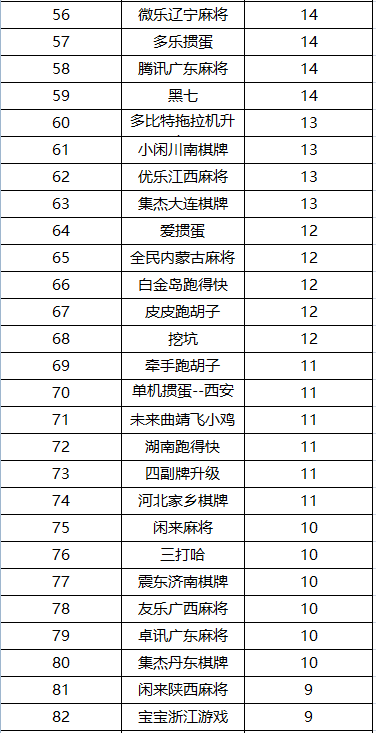 56 微乐辽宁麻将 14
57 多乐掼蛋 14
58 腾讯广东麻将 14
59 黑七 14
60 多比特拖拉机升 13
61 小闲川南棋牌 13
62 优乐江西麻将 13
63 集杰大连棋牌 13
64 爱掼蛋 12
65 全民内蒙古麻将 12
66 白金岛跑得快 12
67 皮皮跑胡子 12
68 挖坑 12
69 牵手跑胡子 11
70 单机掼蛋--西安 11
71 未来曲靖飞小鸡 11
72 湖南跑得快 11
73 四副牌升级 11
74 河北家乡棋牌 11
75 闲来麻将 10
76 三打哈 10
77 震东济南棋牌 10
78 友乐广西麻将 10
79 卓讯广东麻将 10
80 集杰丹东棋牌 10
81 闲来陕西麻将 9
82 宝宝浙江游戏 9